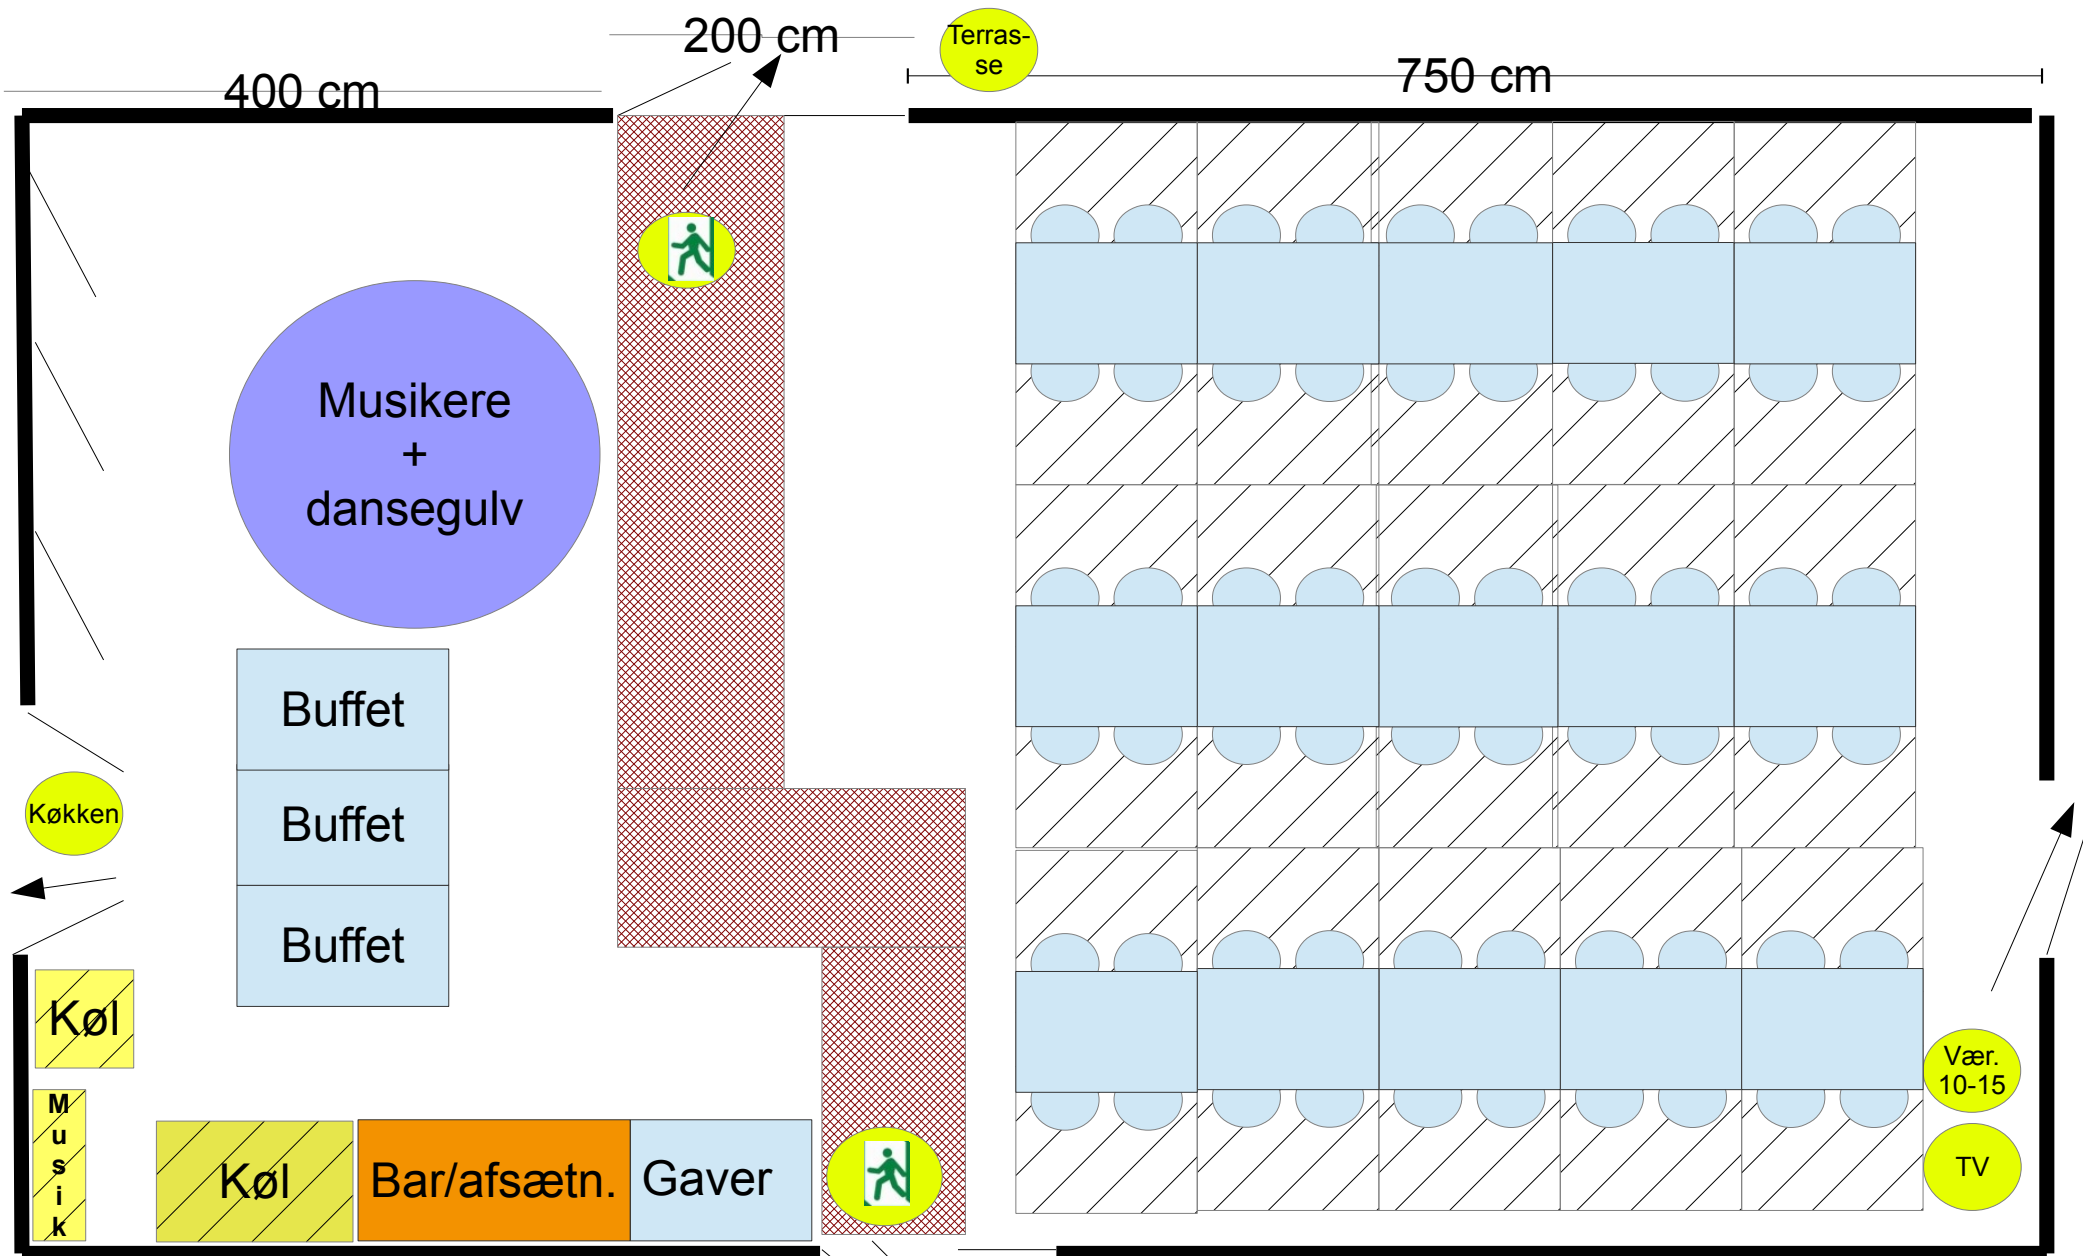 200 cm
Terras-
se
400 cm
750 cm
Musikere
+
dansegulv
Buffet
Buffet
Buffet
Køkken
Køl
M
u
s
i
k
Køl
Bar/afsætn.
Gaver
Vær.
10-15
TV